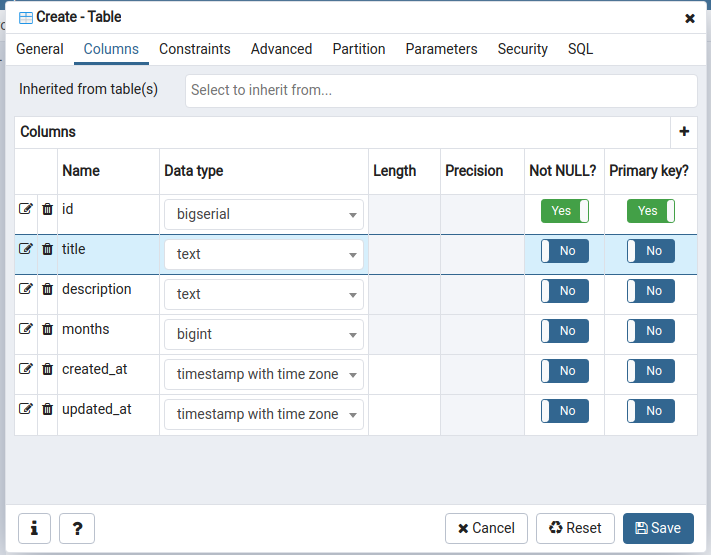 Create - Table
General Columns Constraints Advanced Partition Parameters Security SQL
Inherited from table(s) Select to inherit from...
Columns
Name Data type Length Precision Not NULL? Primary key?
id bigserial Yes Yes
title text No No
description text No No
months bigint No No
created_at timestamp with time zone No No
updated_at timestamp with time zone No No
Cancel Reset Save